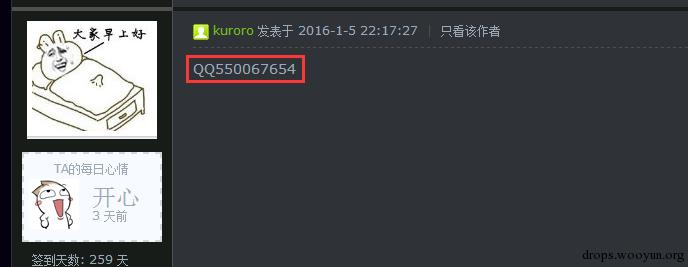 大家早上好
TA的每日心情
开心
3 天前
签到天数: 259 天
kuroro 发表于 2016-1-5 22:17:27 | 只看该作者
QQ550067654
drops.wooyun.org